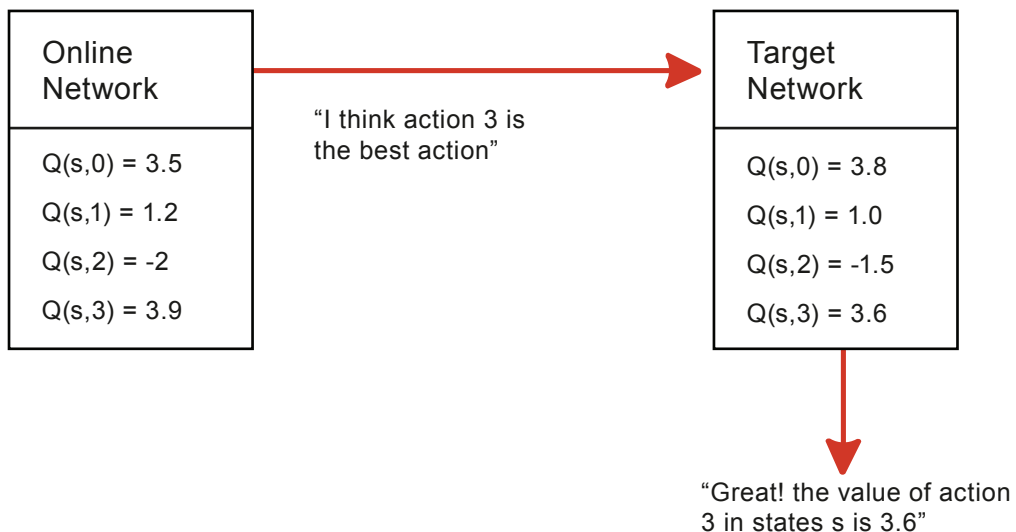 Online
Network
Q(s,0) = 3.5
Q(s,1) = 1.2
Q(s,2) = -2
Q(s,3) = 3.9
“I think action 3 is
the best action”
Target
Network
Q(s,0) = 3.8
Q(s,1) = 1.0
Q(s,2) = -1.5
Q(s,3) = 3.6
“Great! the value of action
3 in states s is 3.6”